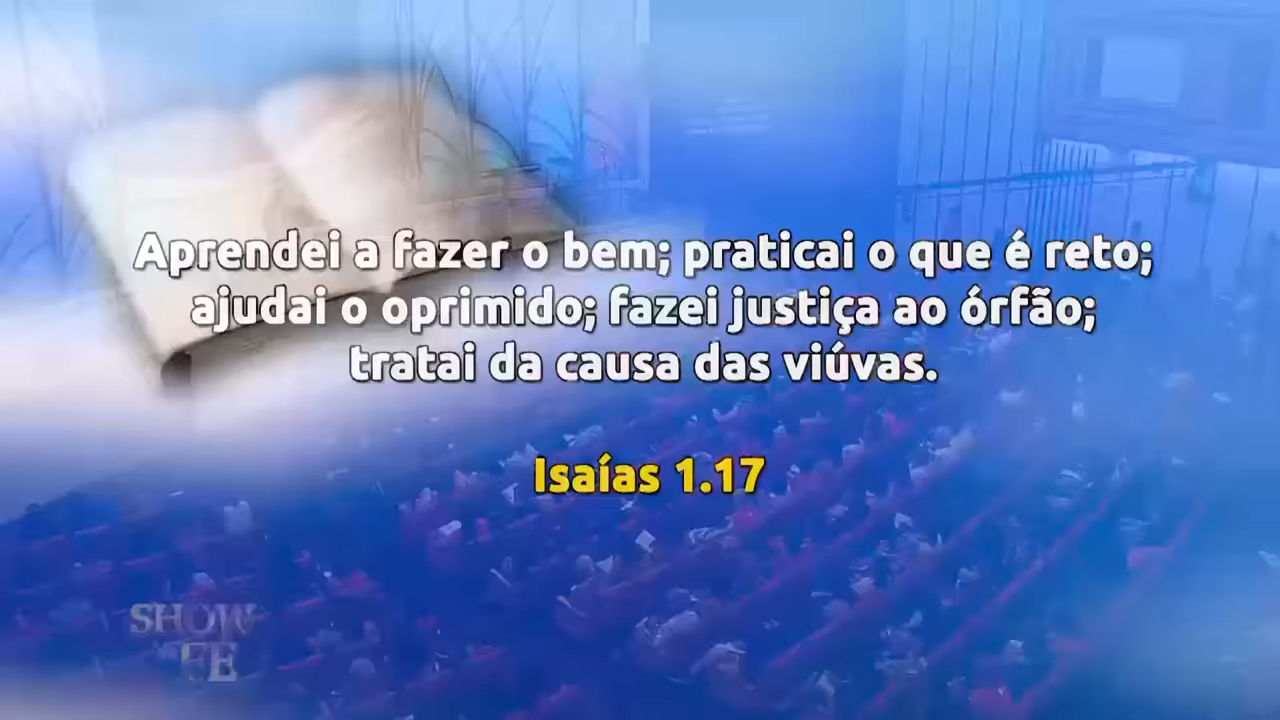 Aprendei a fazer o bem; praticai o que é reto;
ajudai o oprimido; fazei justiça ao órfão;
tratai da causa das viúvas.
Isaías 1.17
SHOW
FE